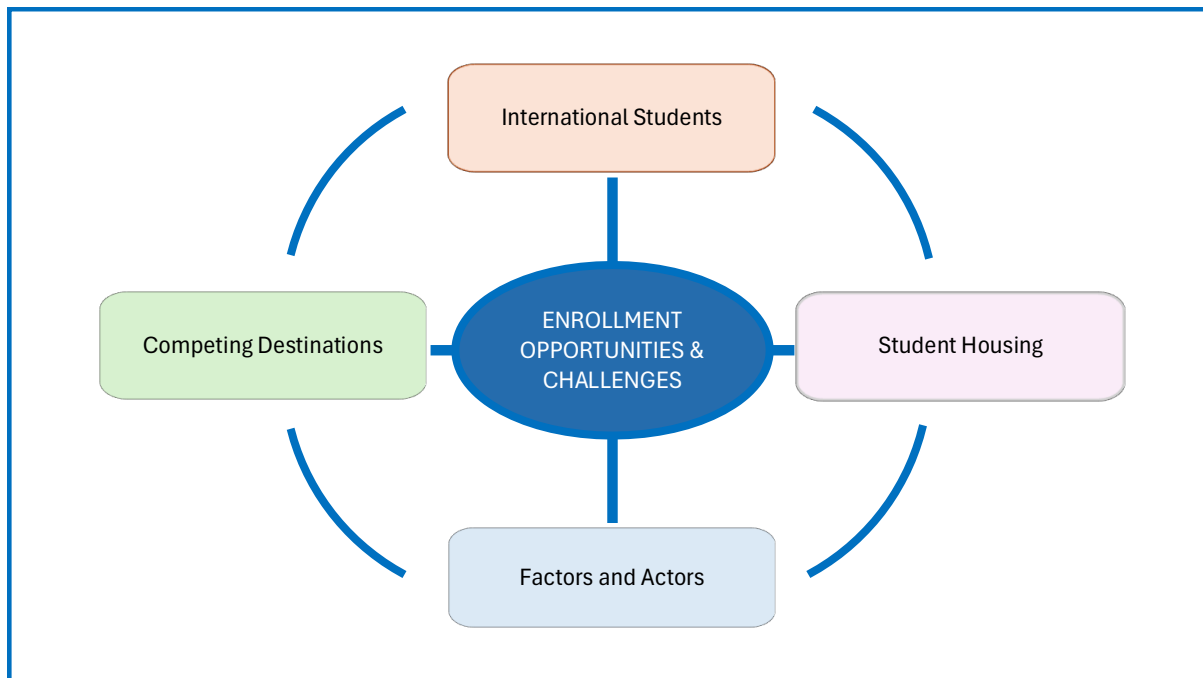 International Students
Competing Destinations
ENROLLMENT
OPPORTUNITIES &
CHALLENGES
Student Housing
Factors and Actors